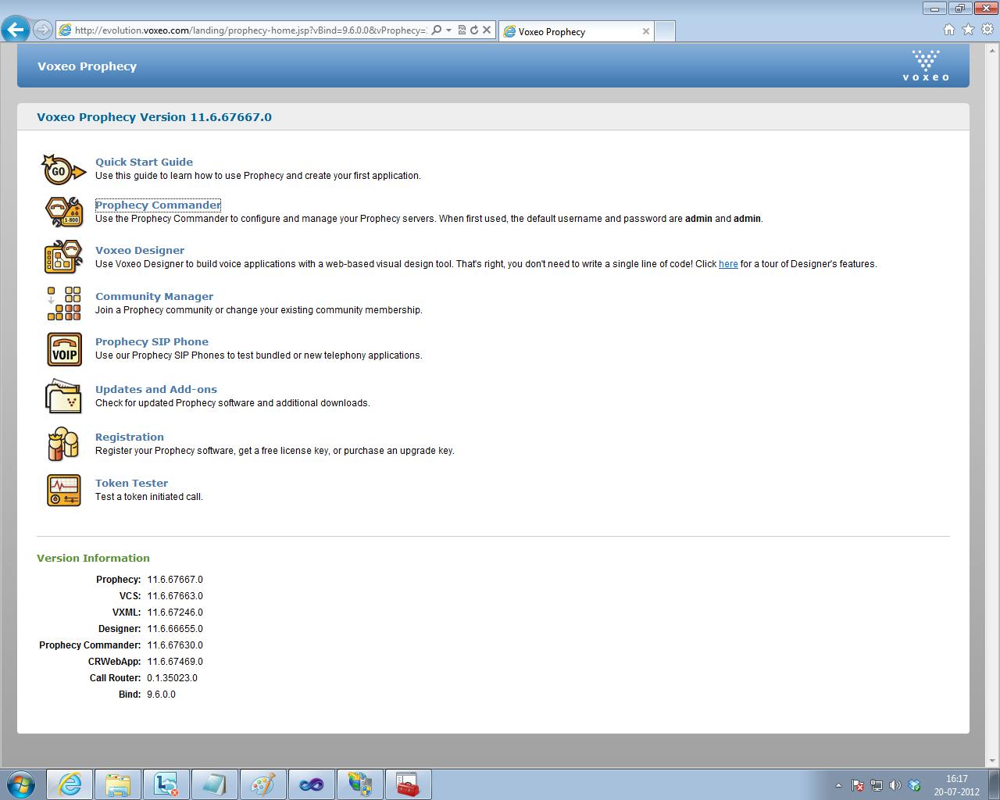 http://evolution.voxeo.com/landing/prophecy-home.jsp?vBind=9.6.0.0&vProphecy=
Voxeo Prophecy
Voxeo Prophecy
voxeo
Voxeo Prophecy Version 11.6.67667.0
GO
Quick Start Guide
Use this guide to learn how to use Prophecy and create your first application.
1-800
Prophecy Commander
Use the Prophecy Commander to configure and manage your Prophecy servers. When first used, the default username and password are admin and admin.
Voxeo Designer
Use Voxeo Designer to build voice applications with a web-based visual design tool. That's right, you don't need to write a single line of code! Click here for a tour of Designer's features.
Community Manager
Join a Prophecy community or change your existing community membership.
VOIP
Prophecy SIP Phone
Use our Prophecy SIP Phones to test bundled or new telephony applications.
Updates and Add-ons
Check for updated Prophecy software and additional downloads.
Registration
Register your Prophecy software, get a free license key, or purchase an upgrade key.
Token Tester
Test a token initiated call.
Version Information
Prophecy: 11.6.67667.0
VCS: 11.6.67663.0
VXML: 11.6.67246.0
Designer: 11.6.66655.0
Prophecy Commander: 11.6.67630.0
CRWebApp: 11.6.67469.0
Call Router: 0.1.35023.0
Bind: 9.6.0.0
16:17
20-07-2012